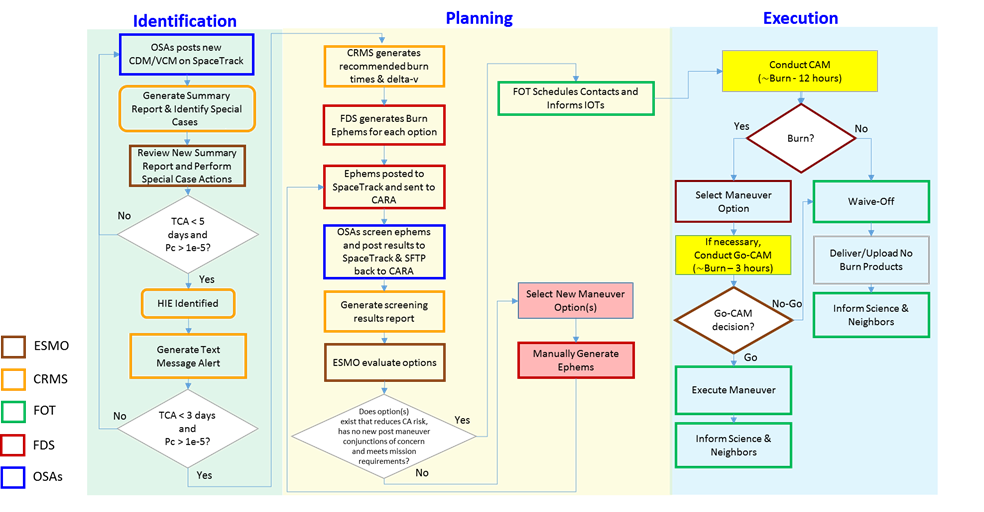 Identification
Planning
Execution
OSAs posts new
CDM/VCM on SpaceTrack
Generate Summary
Report & Identify Special
Cases
Review New Summary
Report and Perform
Special Case Actions
No
TCA < 5
days and
Pc > 1e-5?
Yes
HIE Identified
Generate Text
Message Alert
No
TCA < 3 days
and
Pc > 1e-5?
Yes
ESMO
CRMS
FOT
FDS
OSAs
CRMS generates
recommended burn
times & delta-v
FDS generates Burn
Ephems for each option
Ephems posted to
SpaceTrack and sent to
CARA
OSAs screen ephems
and post results to
SpaceTrack & SFTP
back to CARA
Generate screening
results report
ESMO evaluate options
Does option(s)
exist that reduces CA risk,
has no new post maneuver
conjunctions of concern
and meets mission
requirements?
Yes
No
FOT Schedules Contacts and
Informs IOTs
Select New Maneuver
Option(s)
Manually Generate
Ephems
Conduct CAM
(~Burn - 12 hours)
Yes
Burn?
No
Select Maneuver
Option
Waive-Off
If necessary,
Conduct Go-CAM
(~Burn – 3 hours)
Deliver/Upload No
Burn Products
No-Go
Go-CAM
decision?
Inform Science &
Neighbors
Go
Execute Maneuver
Inform Science &
Neighbors